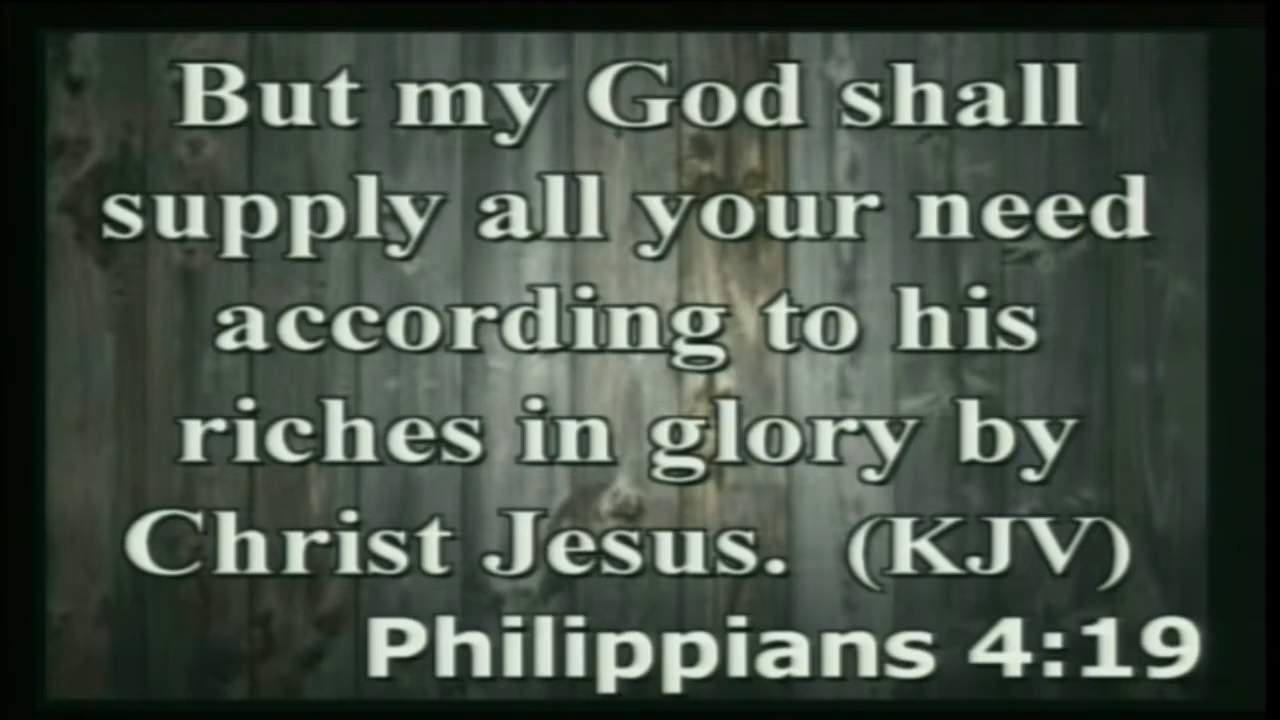 But my God shall
supply all your need
according to his
riches in glory by
Christ Jesus.  (KJV)
Philippians 4:19